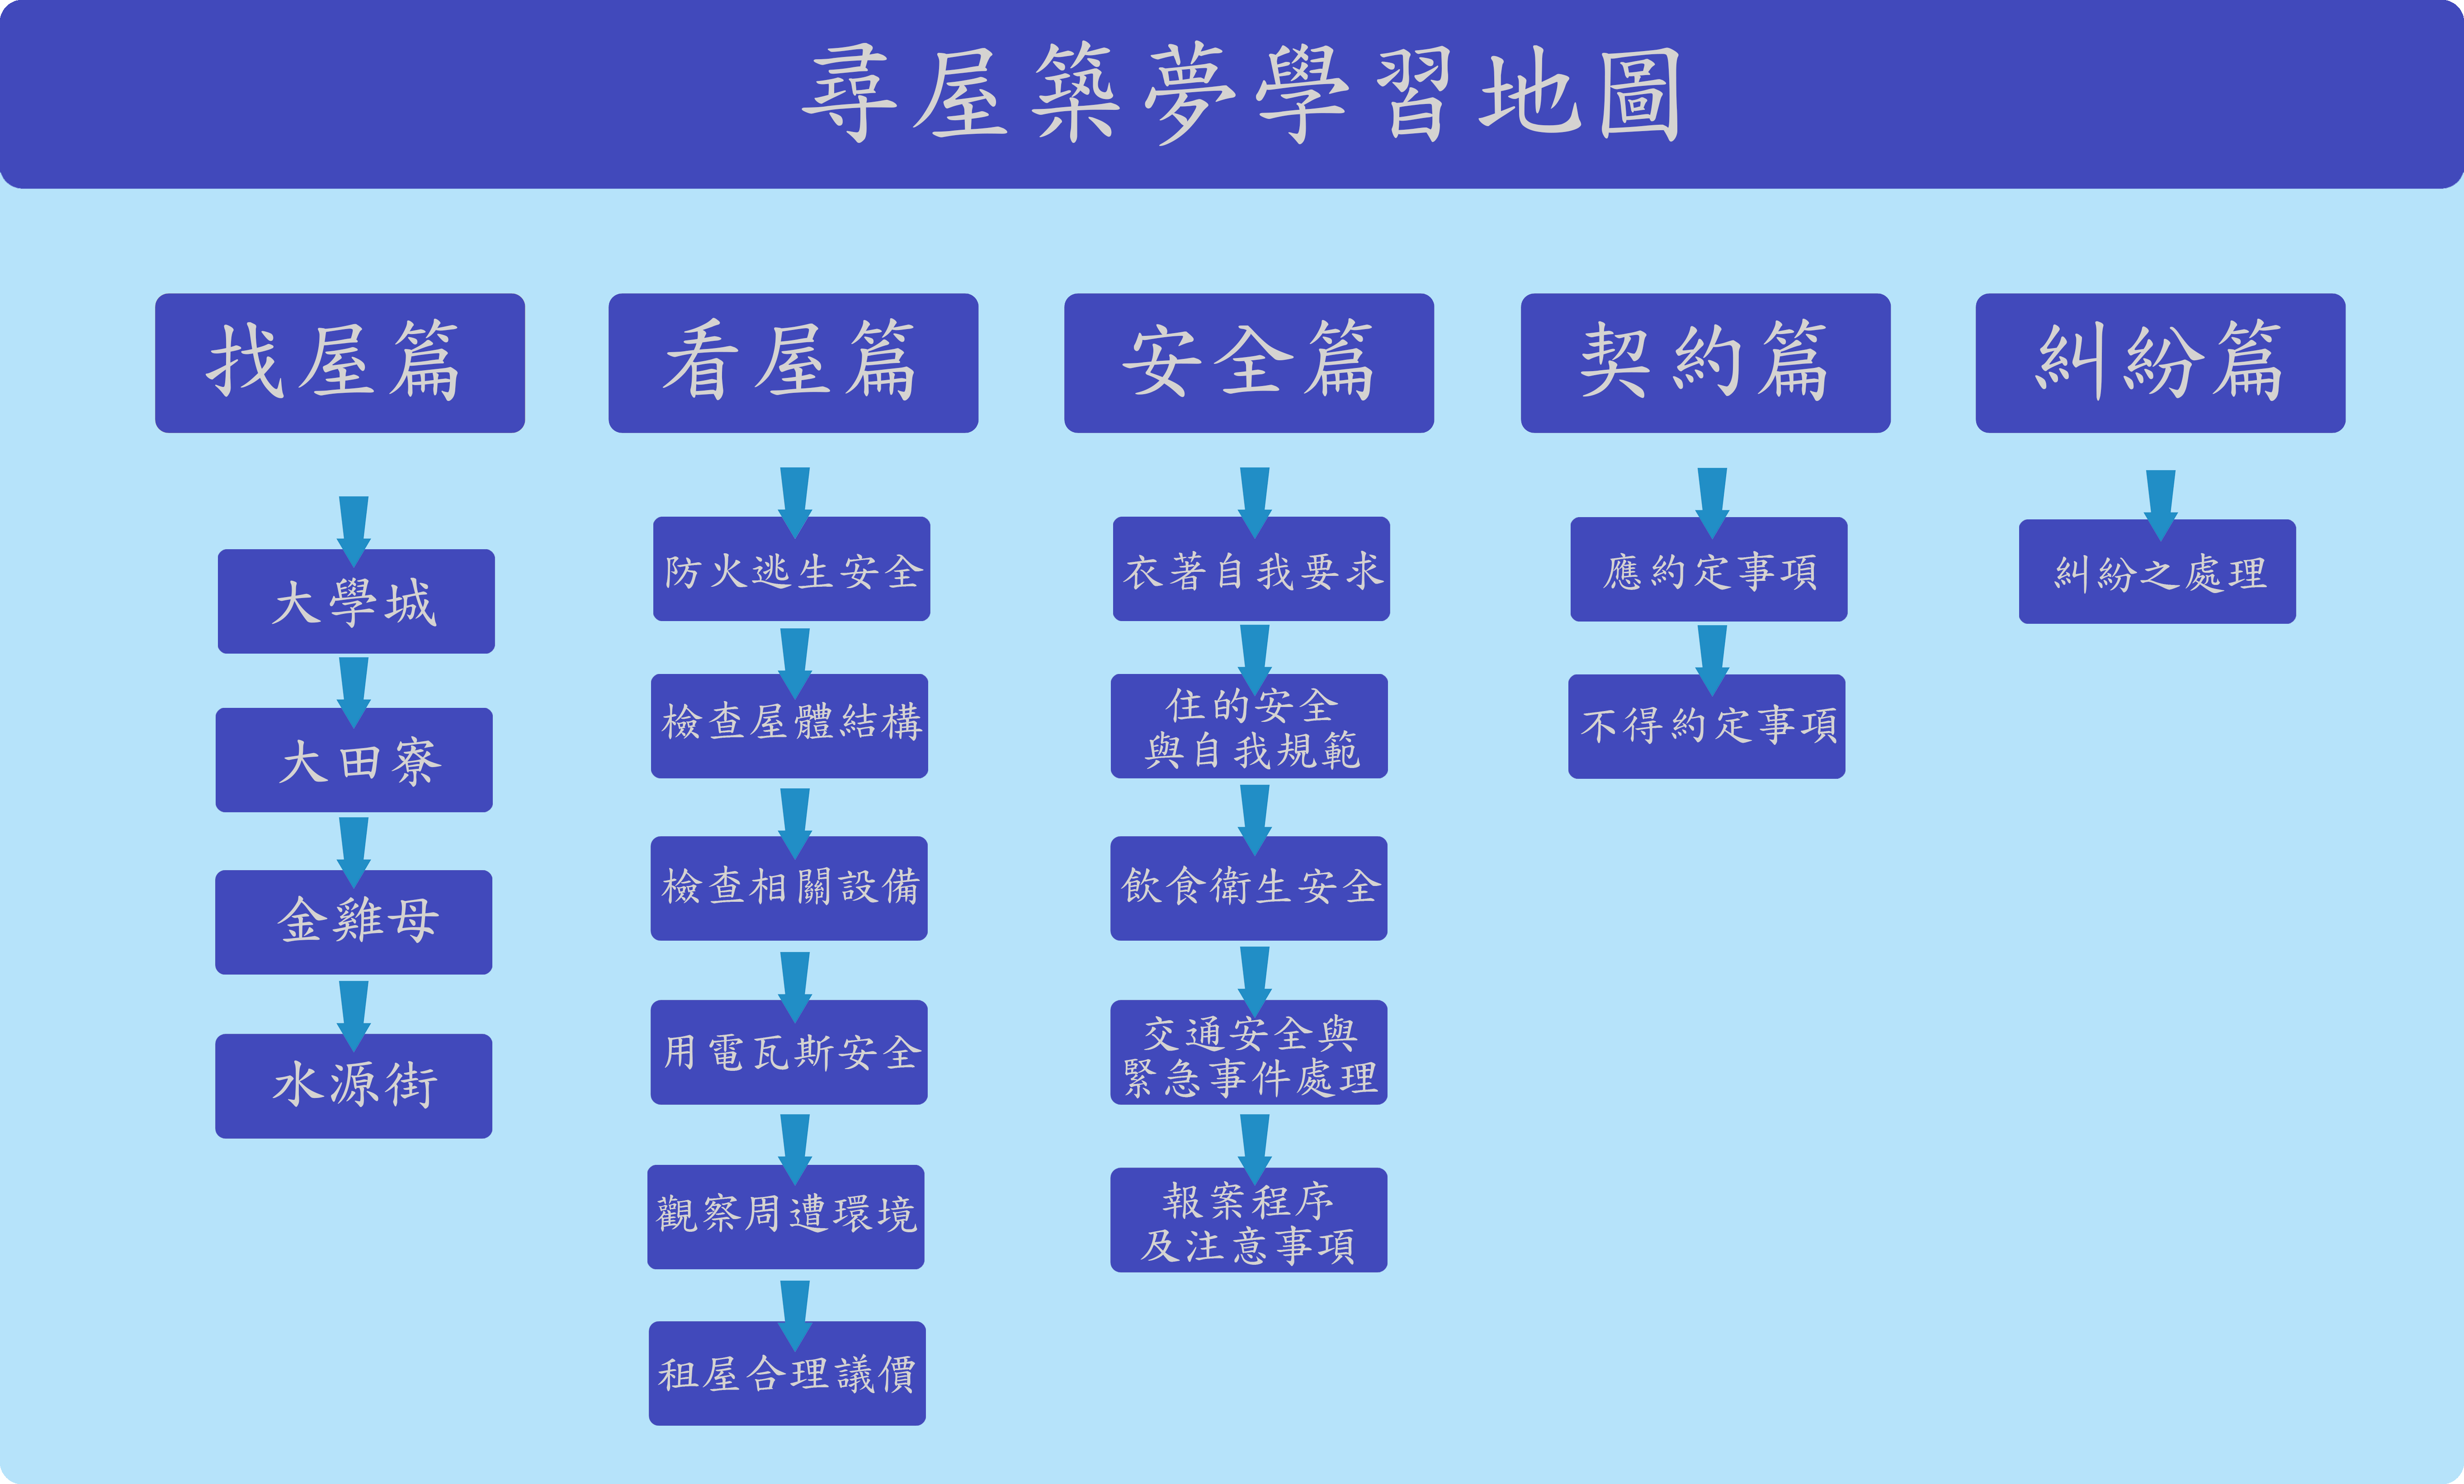 尋屋築夢學習地圖
找屋篇
大學城
大田寮
金雞母
水源街
看屋篇
防火逃生安全
檢查屋體結構
檢查相關設備
用電瓦斯安全
觀察周遭環境
租屋合理議價
安全篇
衣著自我要求
住的安全
與自我規範
飲食衛生安全
交通安全與
緊急事件處理
報案程序
及注意事項
契約篇
應約定事項
不得約定事項
糾紛篇
糾紛之處理